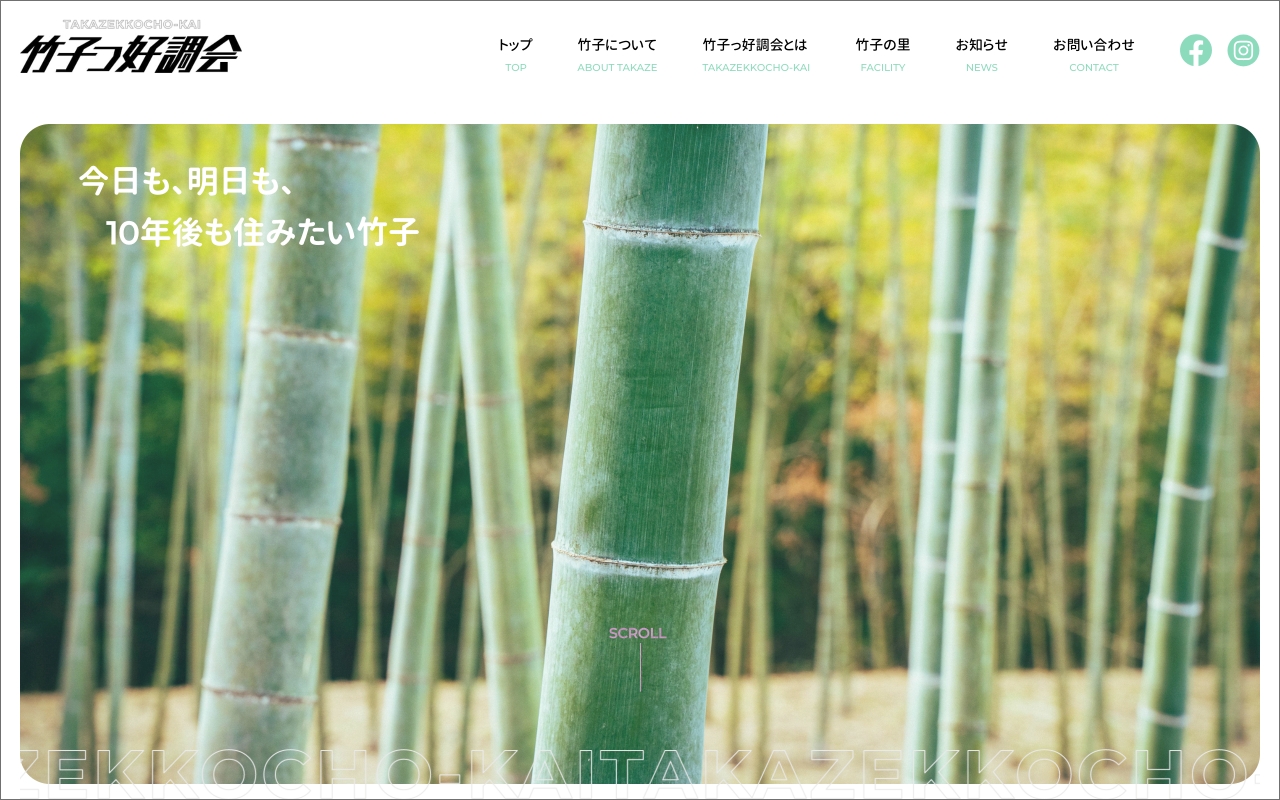 TAKAZEKKOCHO-KAI
竹子っ好調会
トップ
TOP
竹子について
ABOUT TAKAZE
竹子っ好調会とは
TAKAZEKKOCHO-KAI
竹子の里
FACILITY
お知らせ
NEWS
お問い合わせ
CONTACT
今日も、明日も、
10年後も住みたい竹子
SCROLL
ZEKKOCHO-KAITAKAZEKKOCHO